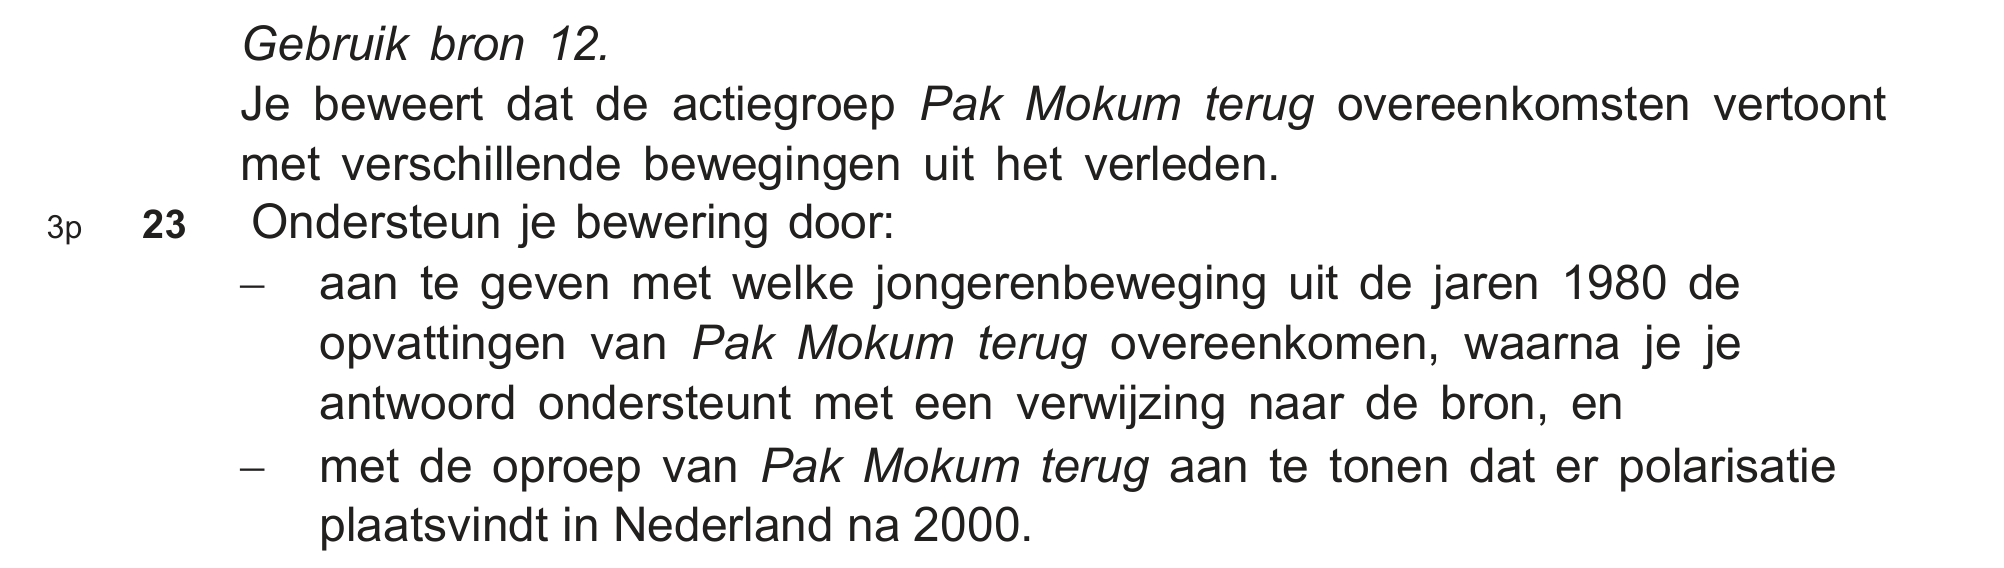 Gebruik bron 12.
Je beweert dat de actiegroep Pak Mokum terug overeenkomsten vertoont
met verschillende bewegingen uit het verleden.
3p 23 Ondersteun je bewering door:
– aan te geven met welke jongerenbeweging uit de jaren 1980 de
opvattingen van Pak Mokum terug overeenkomen, waarna je je
antwoord ondersteunt met een verwijzing naar de bron, en
– met de oproep van Pak Mokum terug aan te tonen dat er polarisatie
plaatsvindt in Nederland na 2000.